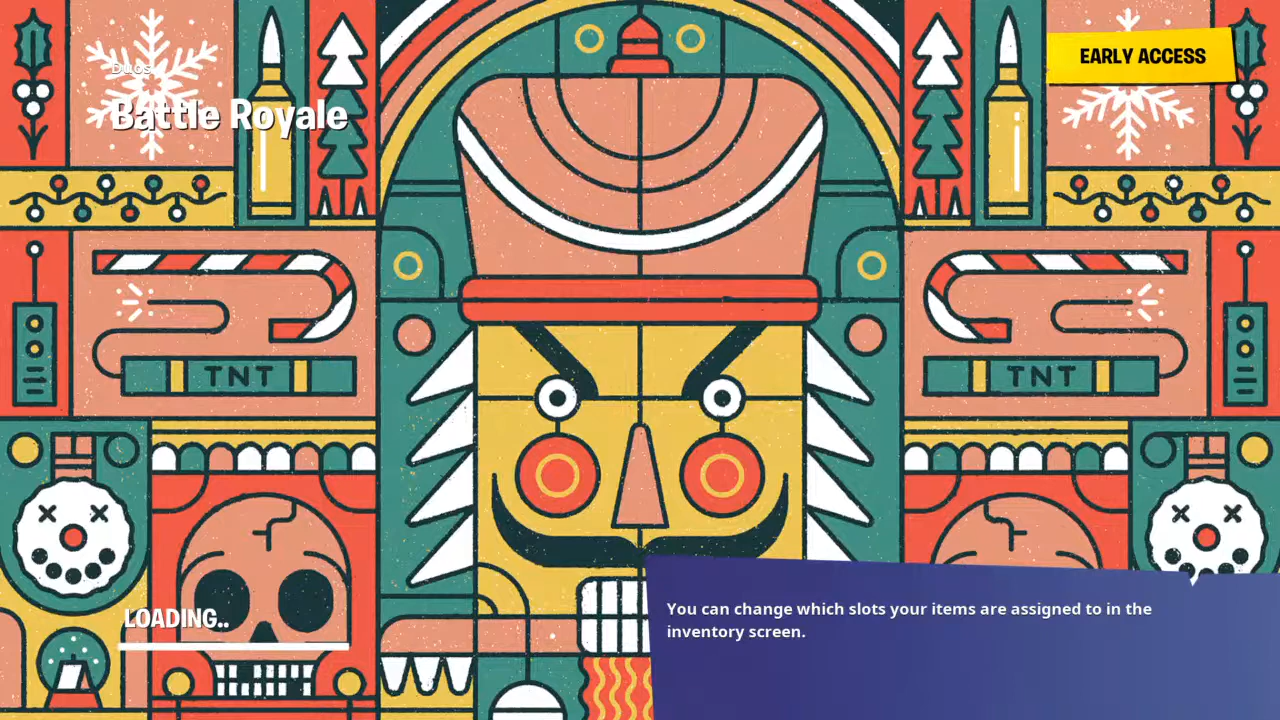 Duos
Battle Royale
EARLY ACCESS
TNT
TNT
LOADING..
You can change which slots your items are assigned to in the
inventory screen.